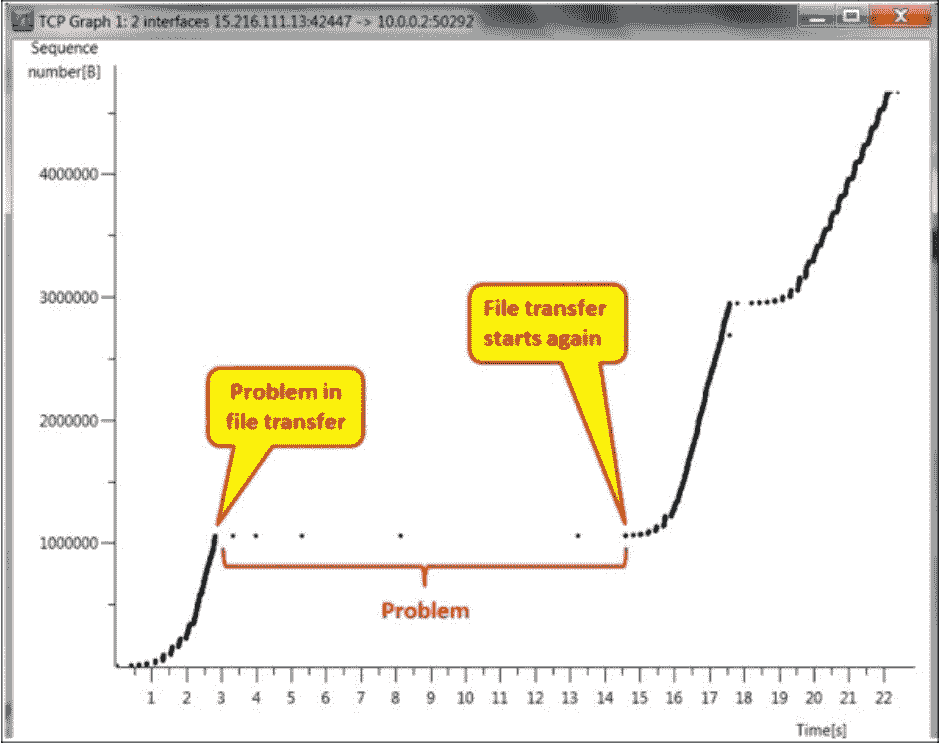 TCP Graph 1: 2 interfaces 15.216.111.13:42447 -> 10.0.0.2:50292
Sequence
number[B]
4000000
3000000
2000000
1000000
File transfer
starts again
Problem in
file transfer
Problem
1 2 3 4 5 6 7 8 9 10 11 12 13 14 15 16 17 18 19 20 21 22
Time[s]